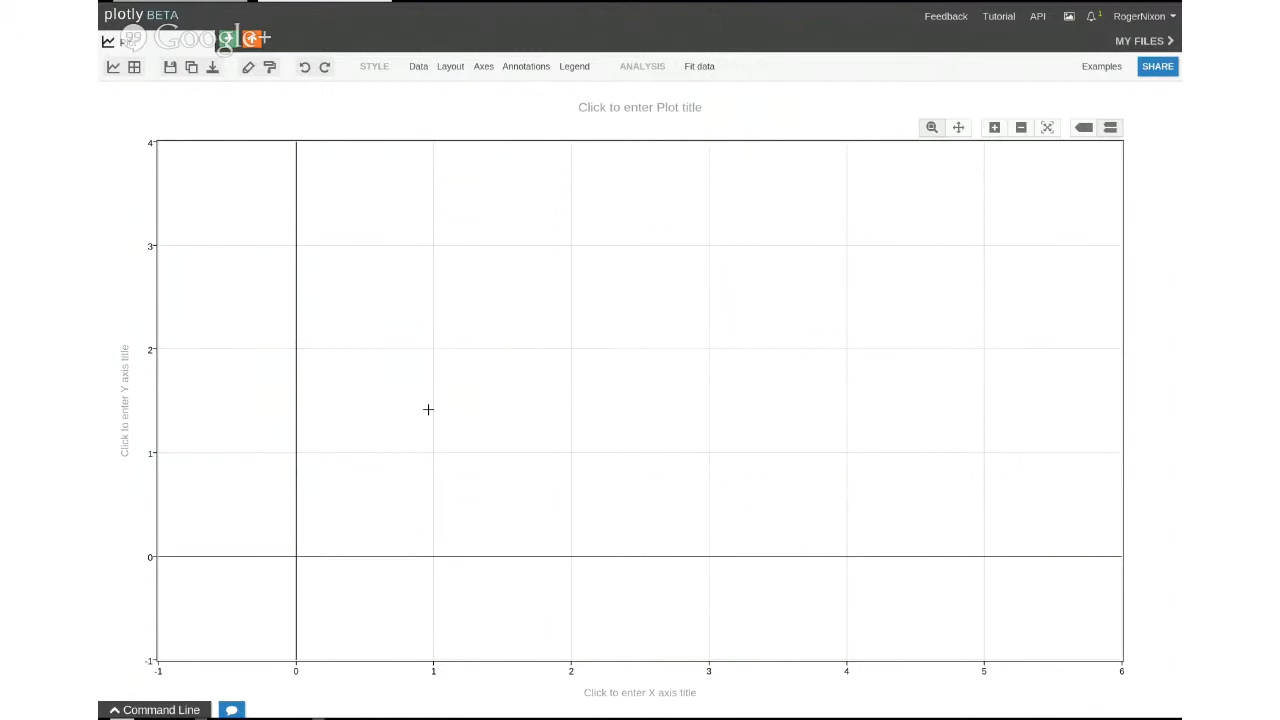 plotly BETA
Feedback Tutorial API 1 RogerNixon
Google+
MY FILES
STYLE Data Layout Axes Annotations Legend ANALYSIS Fit data Examples SHARE
Click to enter Plot title
4
3
2
1
0
-1
Click to enter Y axis title
-1 0 1 2 3 4 5 6
Click to enter X axis title
Command Line